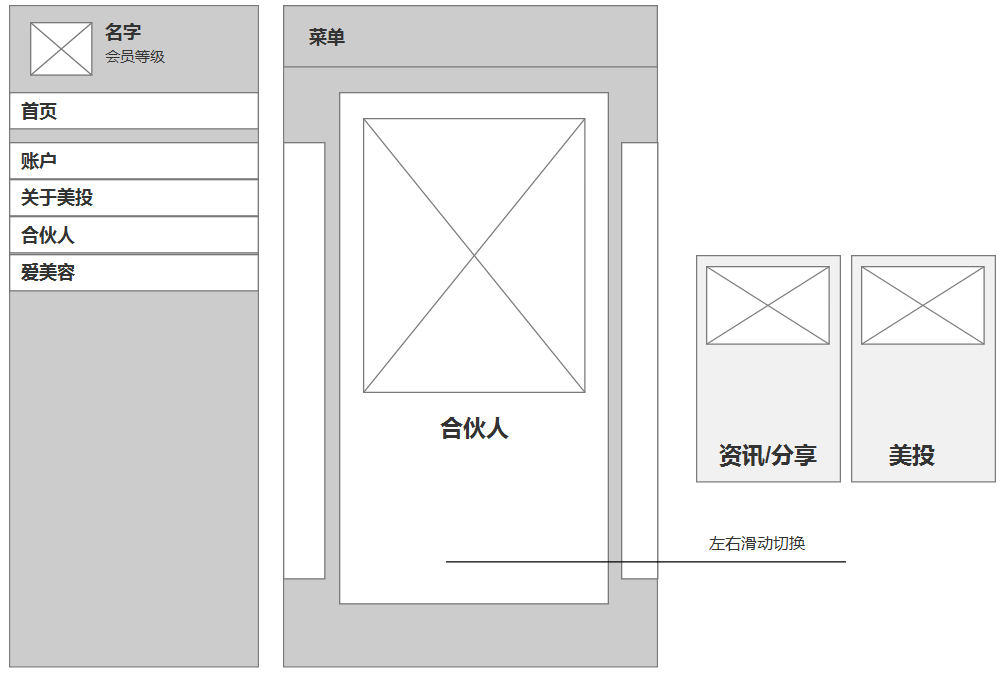 名字
会员等级
首页
账户
关于美投
合伙人
爱美容
菜单
合伙人
资讯/分享
美投
左右滑动切换